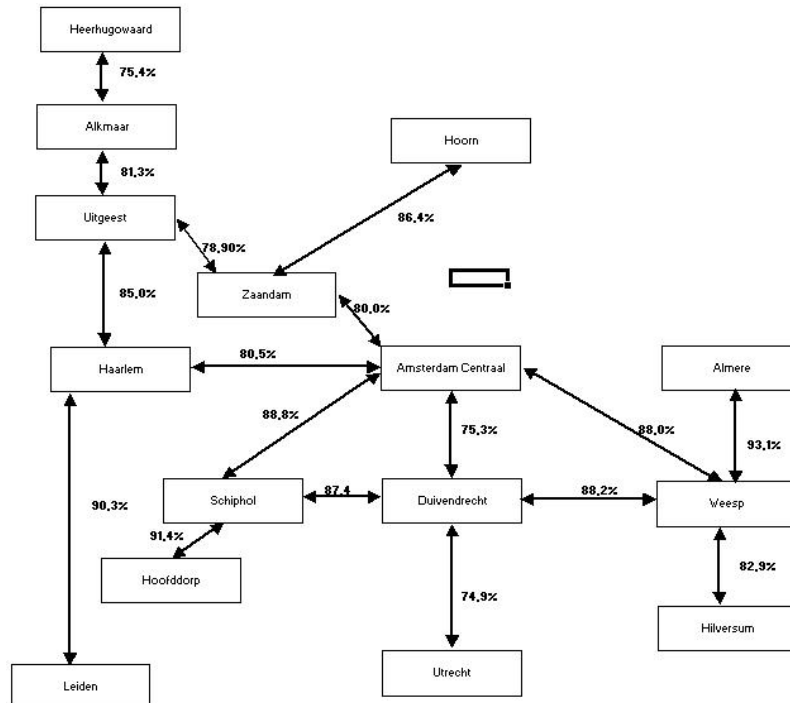 Heerhugowaard
75,4%
Alkmaar
Hoorn
81,3%
Uitgeest
86,4%
78,90%
Zaandam
85,0%
80,0%
80,5%
Haarlem
Amsterdam Centraal
Almere
88,8%
75,3%
88,0%
93,1%
Schiphol
87,4
Duivendrecht
88,2%
Weesp
90,3%
91,4%
Hoofddorp
82,9%
74,9%
Hilversum
Leiden
Utrecht